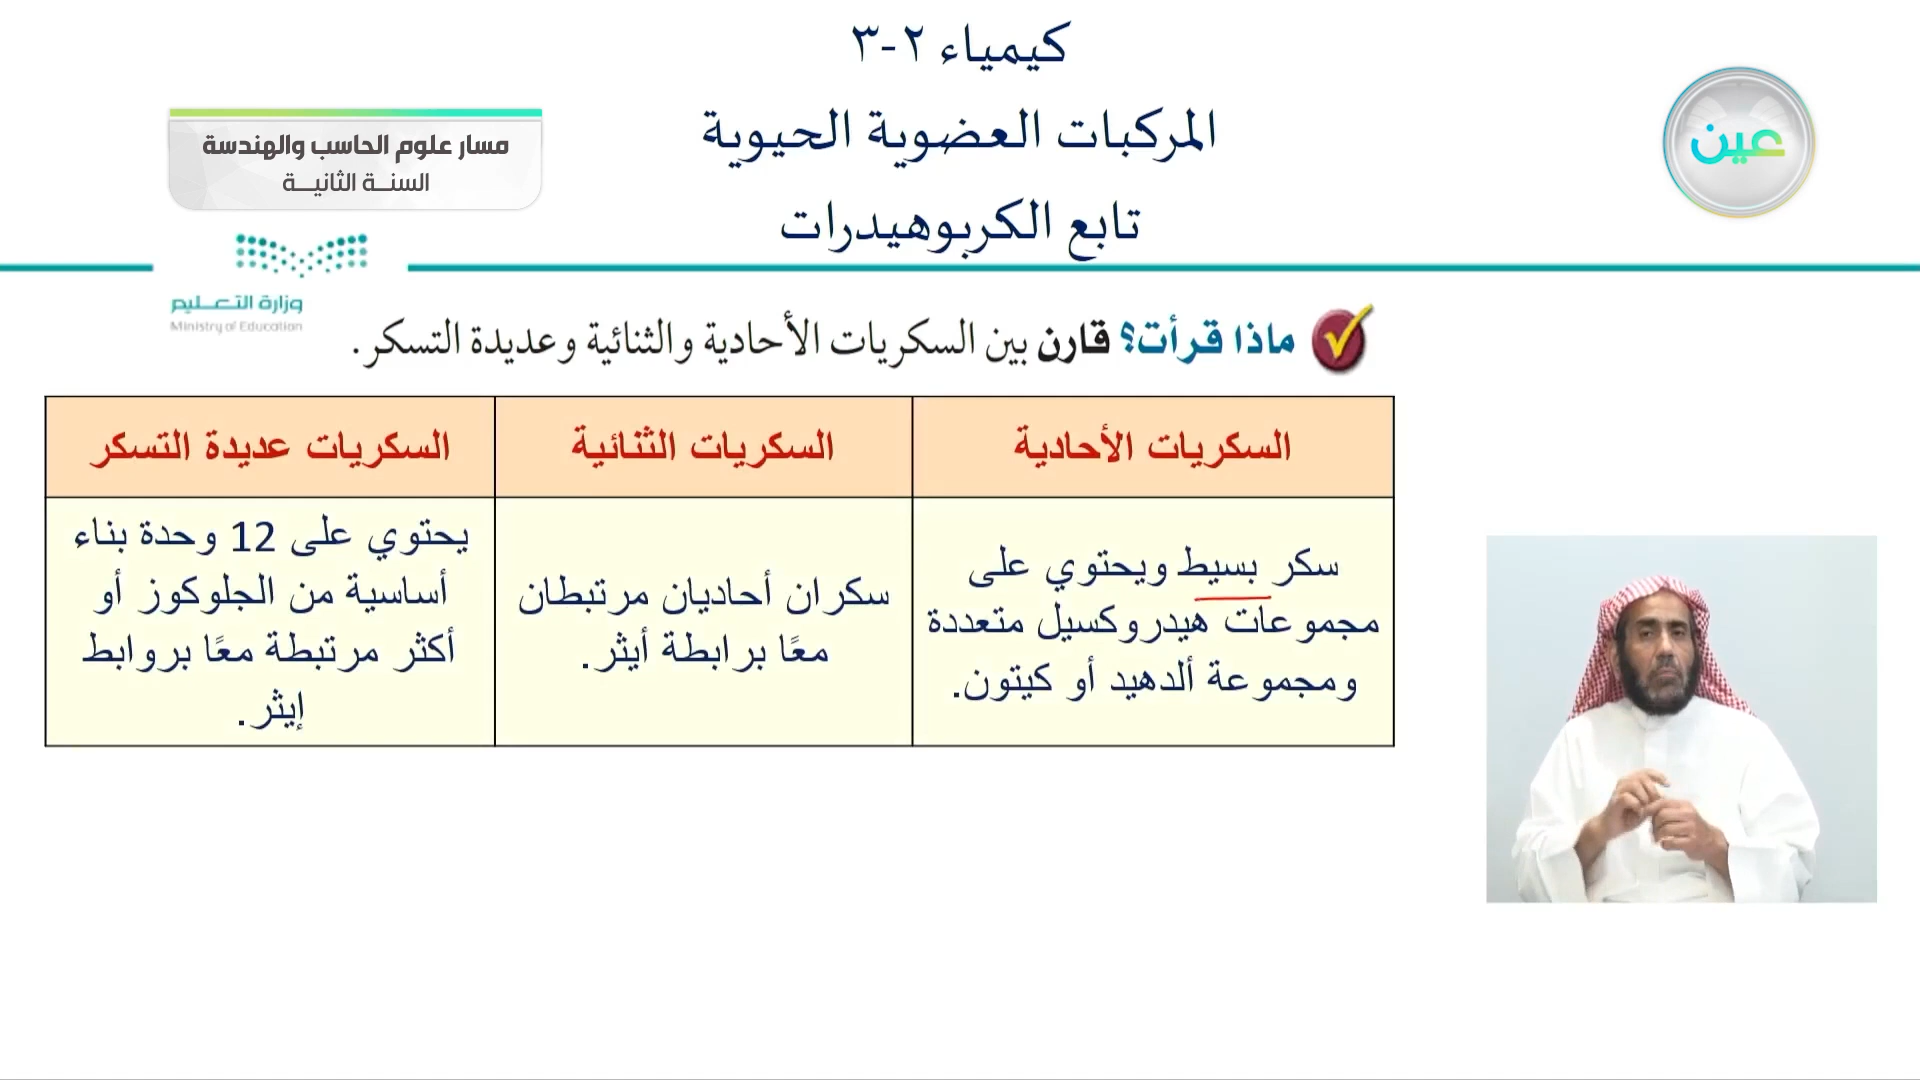 كيمياء ٢-٣
المركبات العضوية الحيوية
تابع الكربوهيدرات
عين
مسار علوم الحاسب والهندسة
السنة الثانية
وزارة التعليم
Ministry of Education
ماذا قرأت؟ قارن بين السكريات الأحادية والثنائية وعديدة التسكر.
السكريات الأحادية
السكريات الثنائية
السكريات عديدة التسكر
سكر بسيط ويحتوي على
مجموعات هيدروكسيل متعددة
ومجموعة ألدهيد أو كيتون.
سكران أحاديان مرتبطان
معًا برابطة أيثر.
يحتوي على 12 وحدة بناء
أساسية من الجلوكوز أو
أكثر مرتبطة معًا بروابط
إيثر.